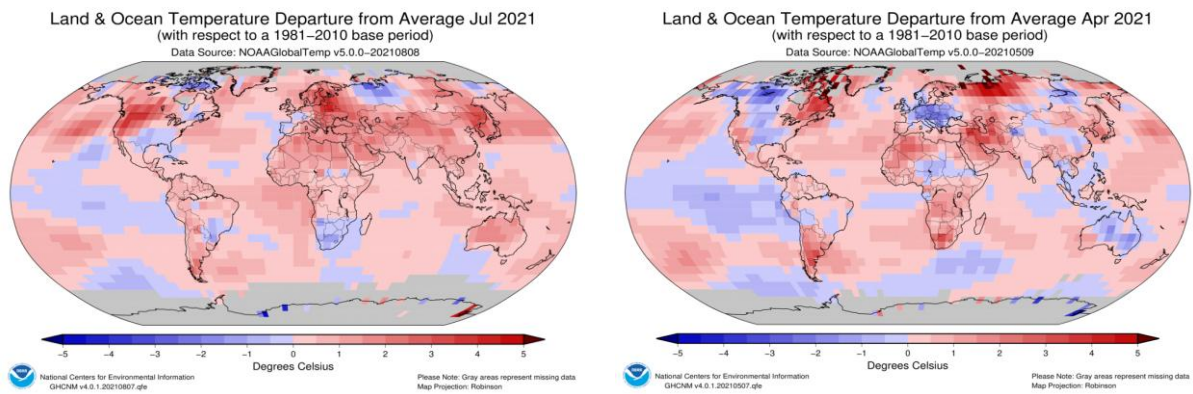 Land & Ocean Temperature Departure from Average Jul 2021
(with respect to a 1981−2010 base period)
Data Source: NOAAGlobalTemp v5.0.0−20210808
−5 −4 −3 −2 −1 0 1 2 3 4 5
Degrees Celsius
National Centers for Environmental Information
GHCNM v4.0.1.20210807.qfe
Please Note: Gray areas represent missing data
Map Projection: Robinson
Land & Ocean Temperature Departure from Average Apr 2021
(with respect to a 1981−2010 base period)
Data Source: NOAAGlobalTemp v5.0.0−20210509
−5 −4 −3 −2 −1 0 1 2 3 4 5
Degrees Celsius
National Centers for Environmental Information
GHCNM v4.0.1.20210507.qfe
Please Note: Gray areas represent missing data
Map Projection: Robinson